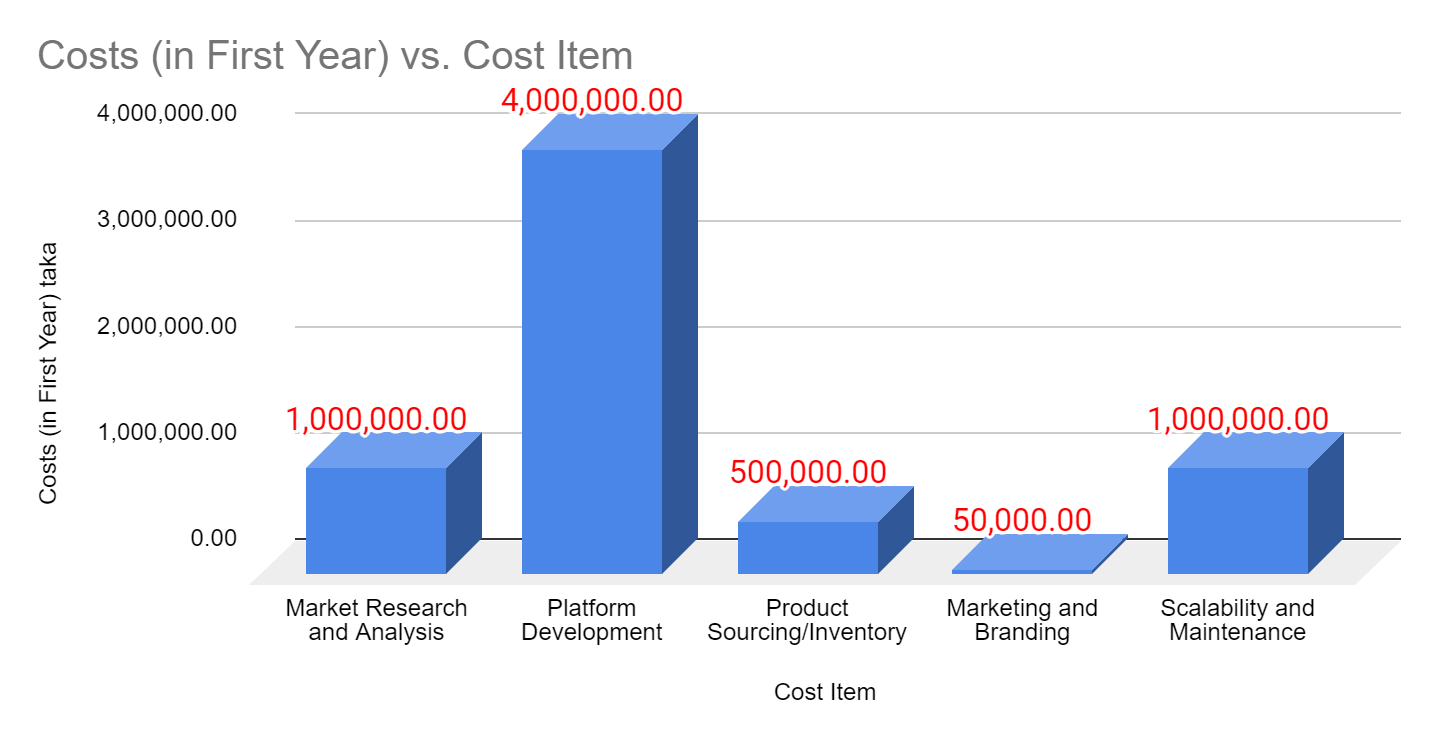 Costs (in First Year) vs. Cost Item
4,000,000.00
3,000,000.00
2,000,000.00
1,000,000.00
0.00
Costs (in First Year) taka
1,000,000.00
4,000,000.00
500,000.00
50,000.00
1,000,000.00
Market Research
and Analysis
Platform
Development
Product
Sourcing/Inventory
Marketing and
Branding
Scalability and
Maintenance
Cost Item